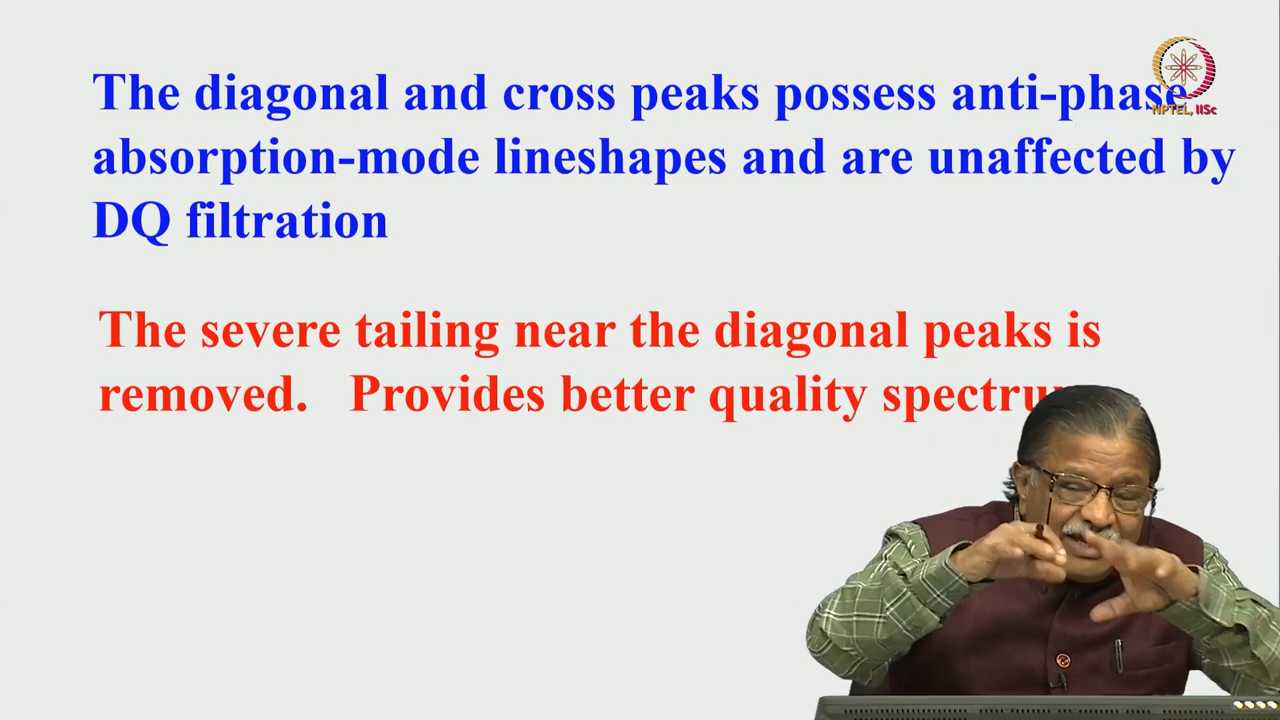 The diagonal and cross peaks possess anti-phase
absorption-mode lineshapes and are unaffected by
DQ filtration
The severe tailing near the diagonal peaks is
removed. Provides better quality
NPTEL, IISc